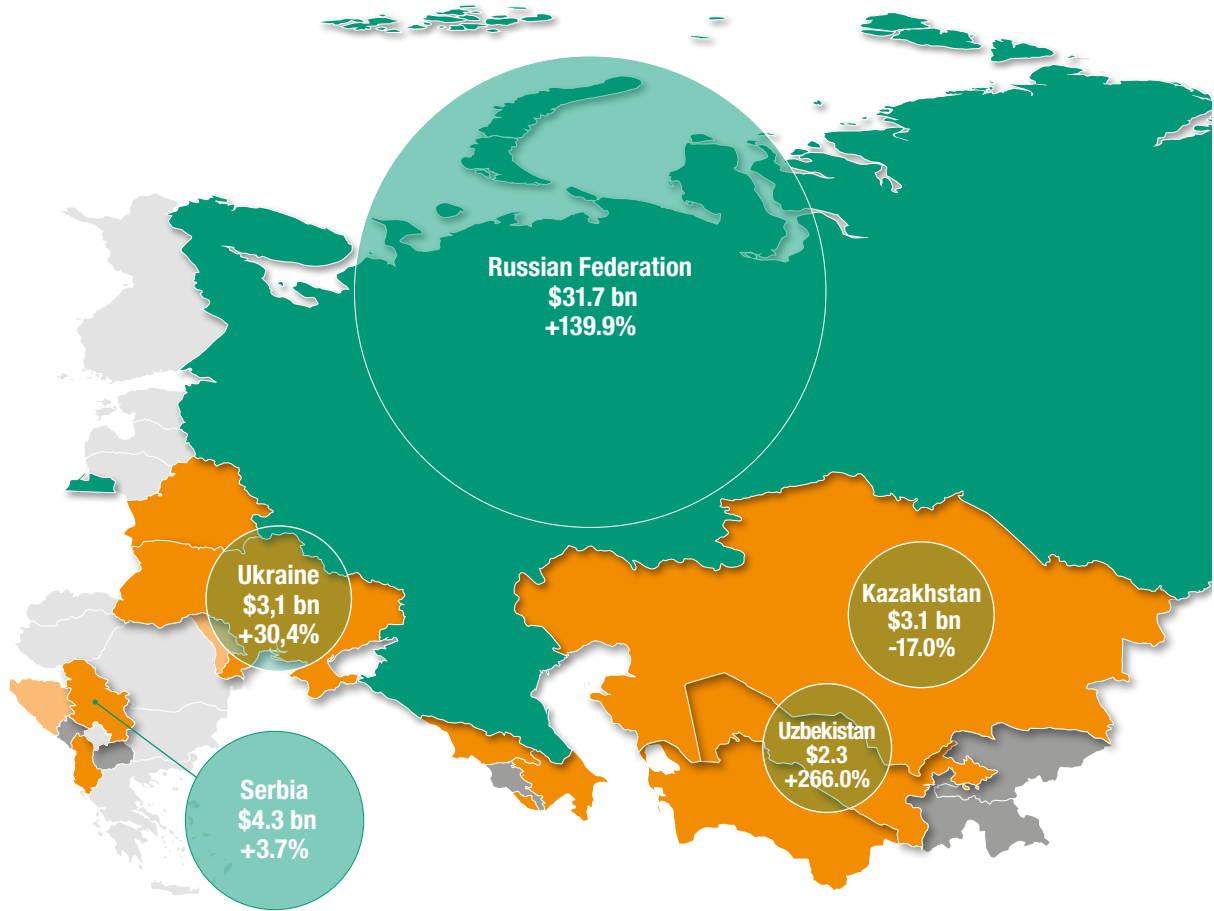 Russian Federation
$31.7 bn
+139.9%
Ukraine
$3,1 bn
+30,4%
Kazakhstan
$3.1 bn
-17.0%
Uzbekistan
$2.3
+266.0%
Serbia
$4.3 bn
+3.7%